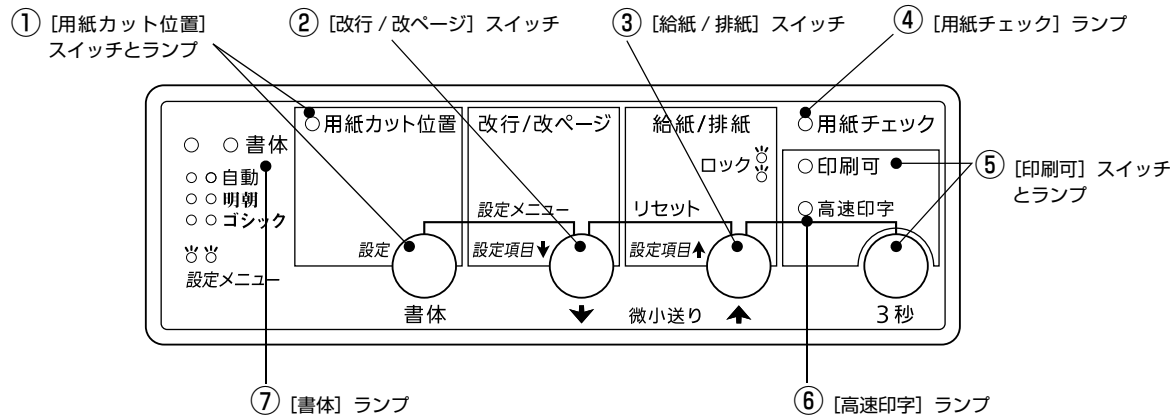 ① [用紙カット位置]
スイッチとランプ
② [改行 / 改ページ] スイッチ
③ [給紙 / 排紙] スイッチ
④ [用紙チェック] ランプ
用紙カット位置
改行/改ページ
給紙/排紙
用紙チェック
書体
自動
明朝
ゴシック
設定メニュー
ロック
印刷可
高速印字
⑤ [印刷可] スイッチ
とランプ
設定メニュー
リセット
設定
設定項目↓
設定項目↑
書体
↓
微小送り
↑
3秒
⑦ [書体] ランプ
⑥ [高速印字] ランプ